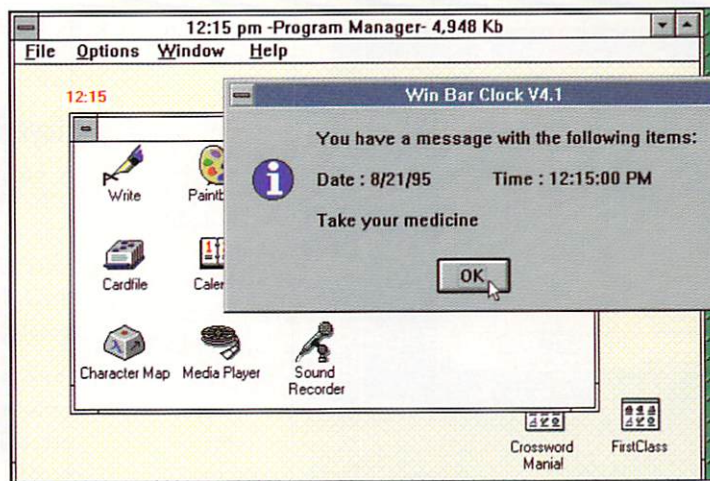 12:15 pm -Program Manager- 4,948 Kb
File Options Window Help
12:15
Win Bar Clock V4.1
You have a message with the following items:
Date : 8/21/95 Time : 12:15:00 PM
Take your medicine
OK
Write
Cardfile
Character Map Media Player Sound
Recorder
Crossword
Mania!
FirstClass